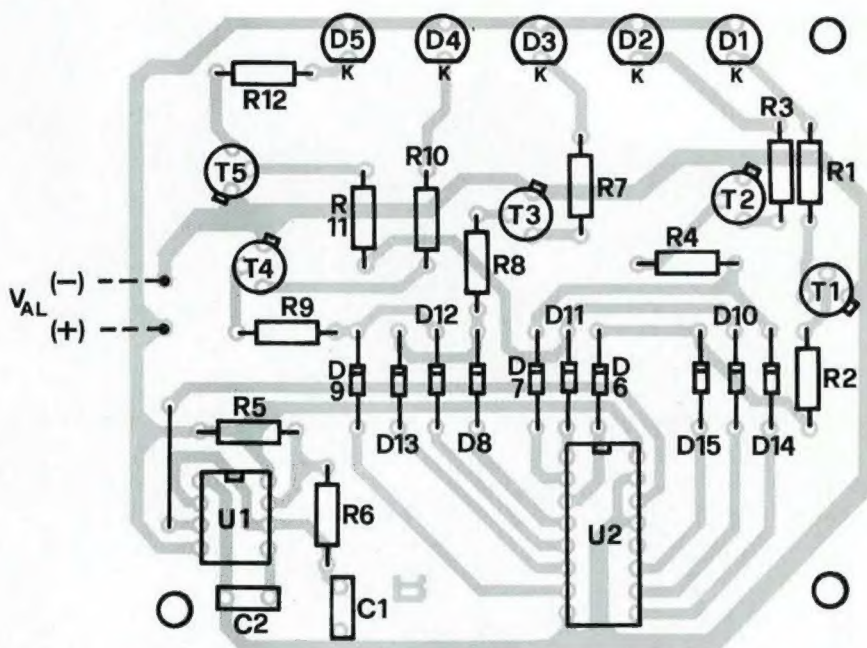 D5 D4 D3 D2 D1
K K K K K
R12
R3
R10
T5 R7 T2 R1
R
11
T3
R4
T4 R8
V_AL (-)
(+)
T1
R9 D12 D11 D10
D
9
D
7
D
6
R2
R5
D13 D8 D15 D14
U1 R6 U2
C2 C1